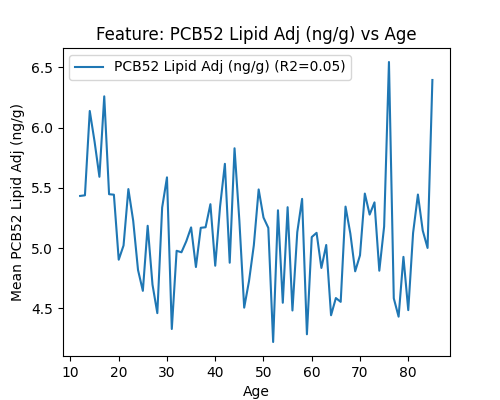 Feature: PCB52 Lipid Adj (ng/g) vs Age
PCB52 Lipid Adj (ng/g) (R2=0.05)
Mean PCB52 Lipid Adj (ng/g)
6.5
6.0
5.5
5.0
4.5
10 20 30 40 50 60 70 80
Age